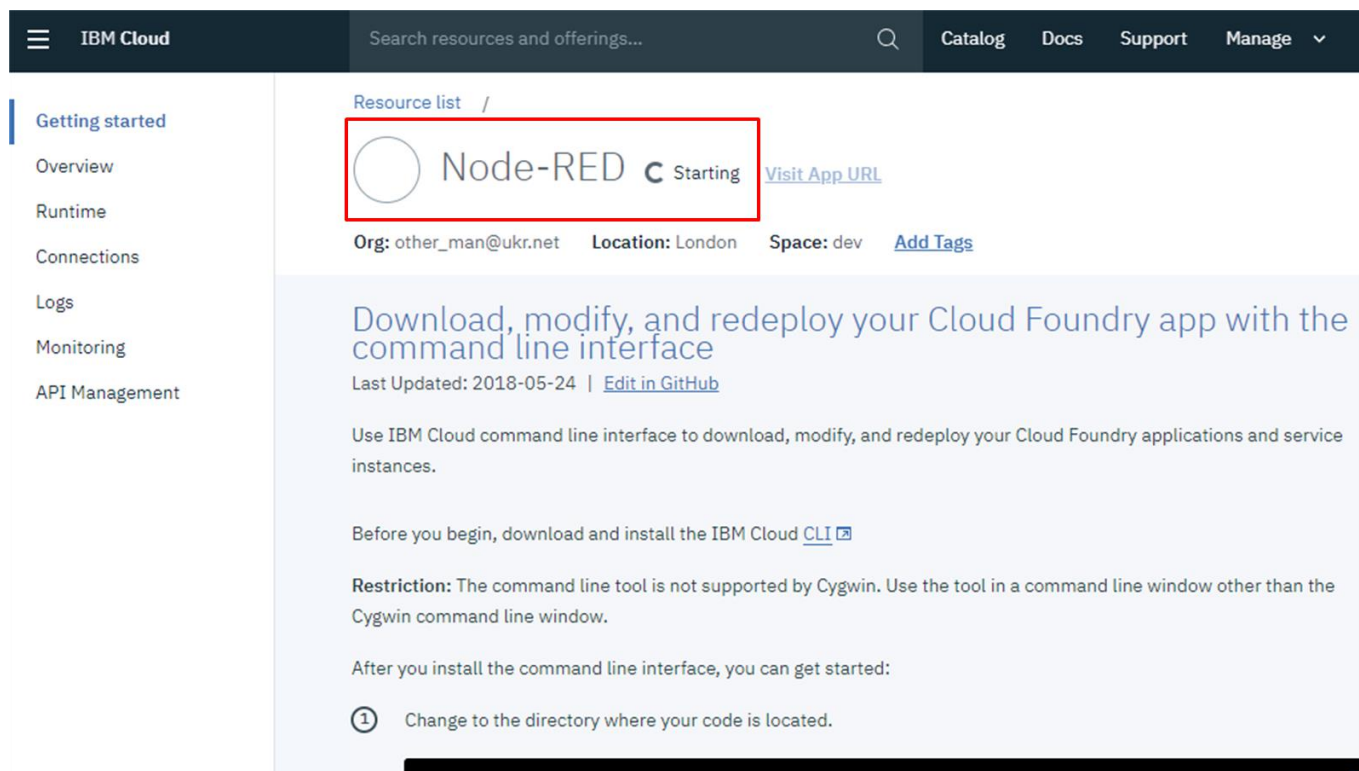 IBM Cloud
Search resources and offerings...
Catalog
Docs
Support
Manage
Getting started
Overview
Runtime
Connections
Logs
Monitoring
API Management
Resource list /
Node-RED
Starting
Visit App URL
Org: other_man@ukr.net Location: London Space: dev Add Tags
Download, modify, and redeploy your Cloud Foundry app with the
command line interface
Last Updated: 2018-05-24 | Edit in GitHub
Use IBM Cloud command line interface to download, modify, and redeploy your Cloud Foundry applications and service
instances.
Before you begin, download and install the IBM Cloud CLI
Restriction: The command line tool is not supported by Cygwin. Use the tool in a command line window other than the
Cygwin command line window.
After you install the command line interface, you can get started:
1 Change to the directory where your code is located.